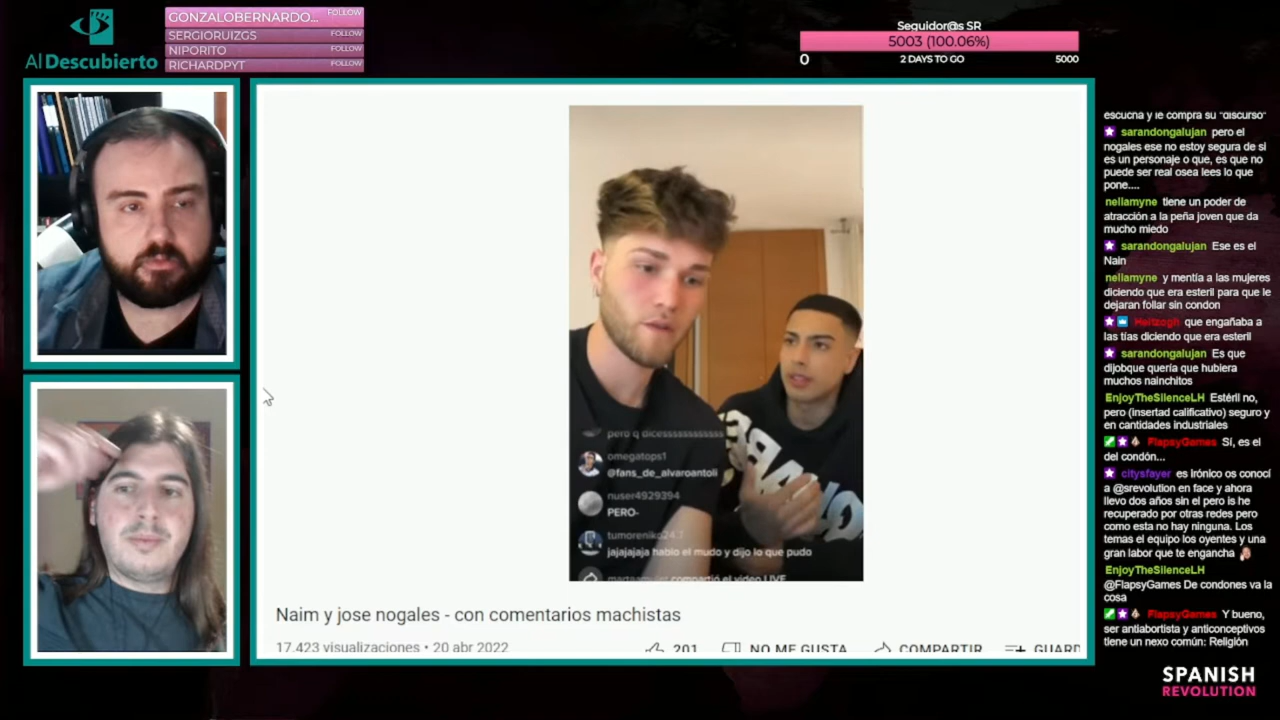 Al Descubierto
GONZALOBERNARDO... FOLLOW
SERGIORUIZGS FOLLOW
NIPORITO FOLLOW
RICHARDPYT FOLLOW
Seguidor@s SR
5003 (100.06%)
0 2 DAYS TO GO 5000
pero q dicesssssssssss
omegatops1
@fans_de_alvaroantoli
nuser4929394
PERO-
tumoreniko24.1
jajajajaja hablo el mudo y dijo lo que pudo
compartió el video LIVE
Naim y jose nogales - con comentarios machistas
17.423 visualizaciones • 20 abr 2022 201 NO ME GUSTA COMPARTIR GUARD
escucha y le compra su "discurso"
sarandongalujan pero el
nogales ese no estoy segura de si
es un personaje o que, es que no
puede ser real osea lees lo que
pone....
nellamyne tiene un poder de
atracción a la peña joven que da
mucho miedo
sarandongalujan Ese es el
Nain
nellamyne y mentía a las mujeres
diciendo que era esteril para que le
dejaran follar sin condon
que engañaba a
las tías diciendo que era esteril
sarandongalujan Es que
dijobque quería que hubiera
muchos nainchitos
EnjoyTheSilenceLH Estéril no,
pero (insertad calificativo) seguro y
en cantidades industriales
FlapsyGames Sí, es el
del condón...
citysfayer es irónico os conocí
a @srevolution en face y ahora
llevo dos años sin el pero is he
recuperado por otras redes pero
como esta no hay ninguna. Los
temas el equipo los oyentes y una
gran labor que te engancha
EnjoyTheSilenceLH
@FlapsyGames De condones va la
cosa
FlapsyGames Y bueno,
ser antiabortista y anticonceptivos
tiene un nexo común: Religión
SPANISH
REVOLUTION